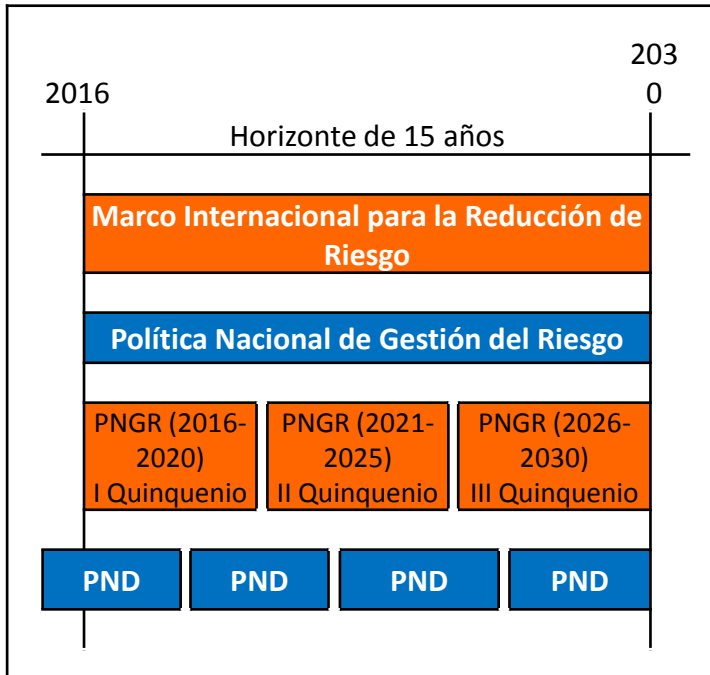 203
2016
0
Horizonte de 15 años
Marco Internacional para la Reducción de
Riesgo
Política Nacional de Gestión del Riesgo
PNGR (2016-
2020)
I Quinquenio
PNGR (2021-
2025)
II Quinquenio
PNGR (2026-
2030)
III Quinquenio
PND
PND
PND
PND